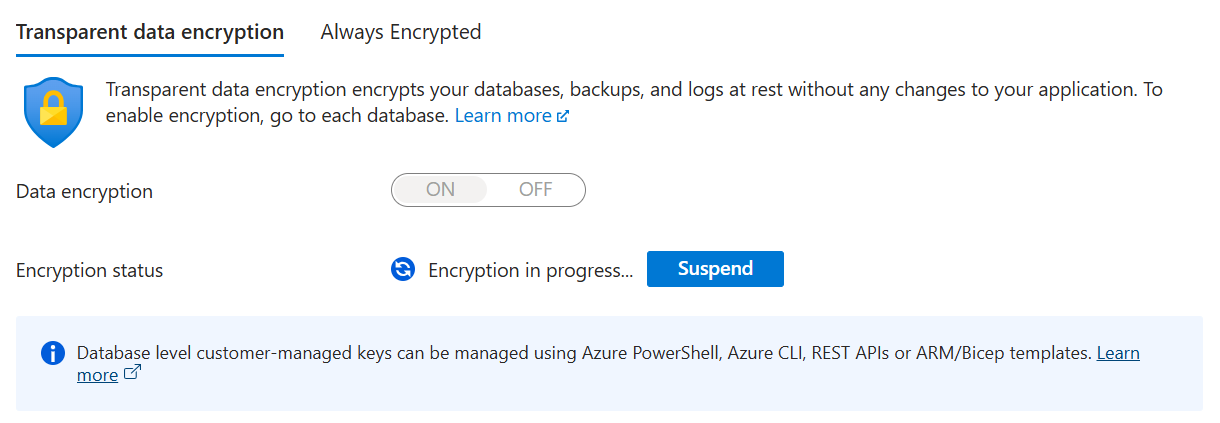 Transparent data encryption Always Encrypted
Transparent data encryption encrypts your databases, backups, and logs at rest without any changes to your application. To
enable encryption, go to each database. Learn more
Data encryption ON OFF
Encryption status Encryption in progress... Suspend
Database level customer-managed keys can be managed using Azure PowerShell, Azure CLI, REST APIs or ARM/Bicep templates. Learn
more